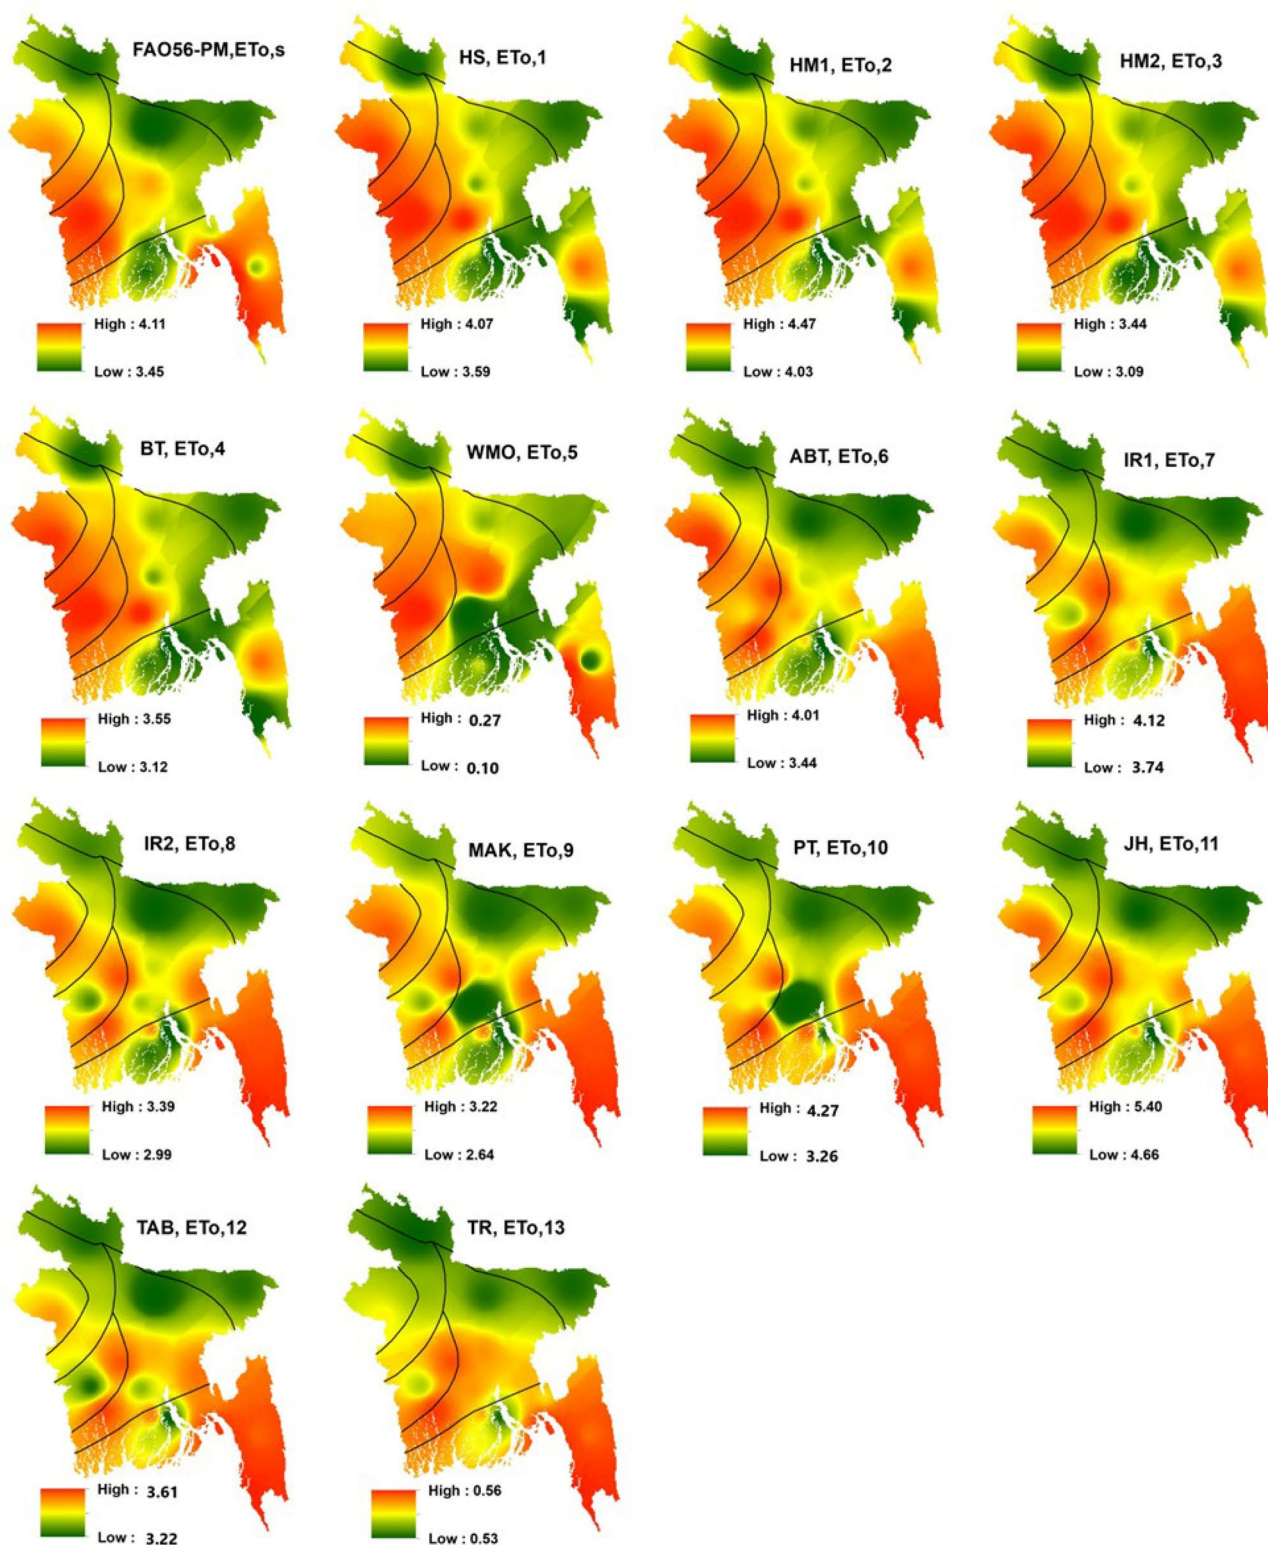 FAO56-PM,ETo,s
High : 4.11
Low : 3.45
HS, ETo,1
High : 4.07
Low : 3.59
HM1, ETo,2
High : 4.47
Low : 4.03
HM2, ETo,3
High : 3.44
Low : 3.09
BT, ETo,4
High : 3.55
Low : 3.12
WMO, ETo,5
High : 0.27
Low : 0.10
ABT, ETo,6
High : 4.01
Low : 3.44
IR1, ETo,7
High : 4.12
Low : 3.74
IR2, ETo,8
High : 3.39
Low : 2.99
MAK, ETo,9
High : 3.22
Low : 2.64
PT, ETo,10
High : 4.27
Low : 3.26
JH, ETo,11
High : 5.40
Low : 4.66
TAB, ETo,12
High : 3.61
Low : 3.22
TR, ETo,13
High : 0.56
Low : 0.53